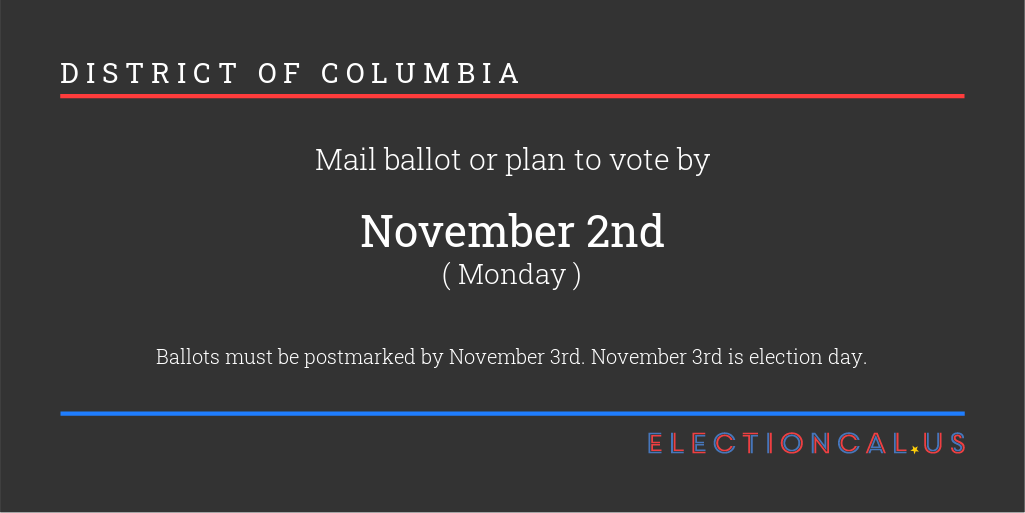 DISTRICT OF COLUMBIA
Mail ballot or plan to vote by
November 2nd
( Monday )
Ballots must be postmarked by November 3rd. November 3rd is election day.
ELECTIONCAL.US